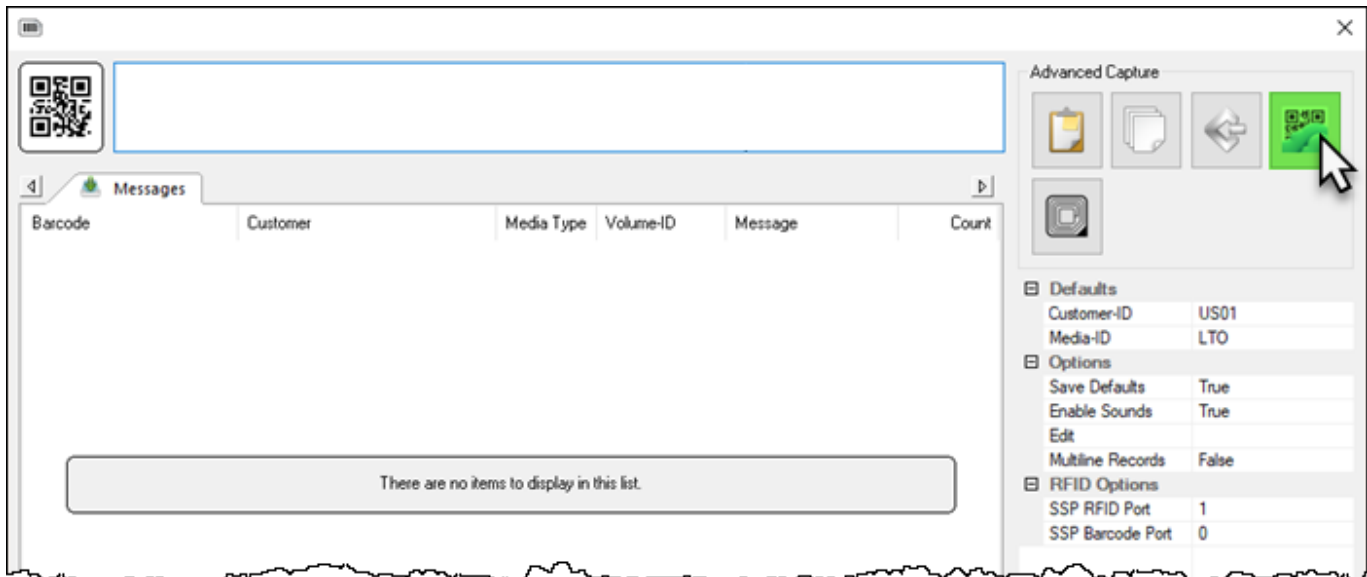 Advanced Capture
Messages
Barcode Customer Media Type Volume-ID Message Count
There are no items to display in this list.
Defaults
Customer-ID US01
Media-ID LTO
Options
Save Defaults True
Enable Sounds True
Edit
Multiline Records False
RFID Options
SSP RFID Port 1
SSP Barcode Port 0